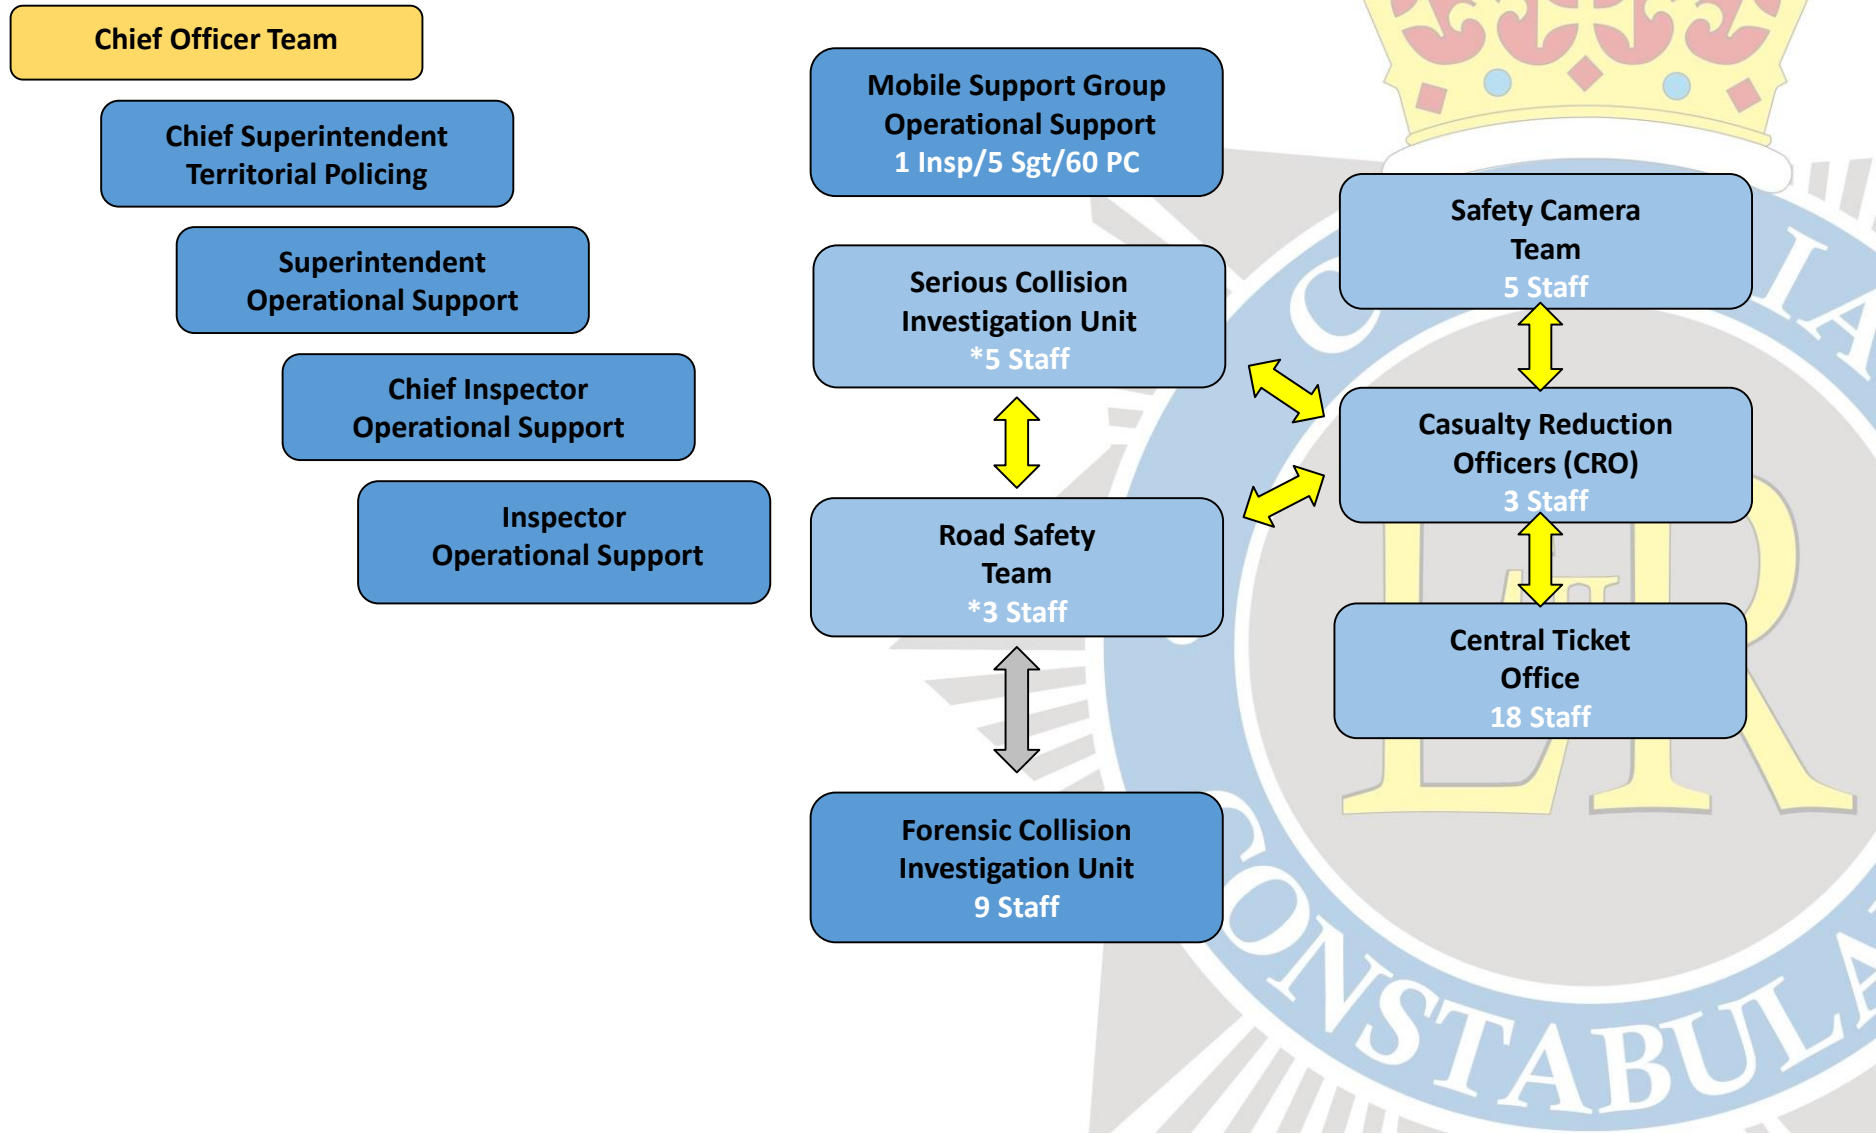 Chief Officer Team
Chief Superintendent
Territorial Policing
Superintendent
Operational Support
Chief Inspector
Operational Support
Inspector
Operational Support
Mobile Support Group
Operational Support
1 Insp/5 Sgt/60 PC
Serious Collision
Investigation Unit
*5 Staff
Road Safety
Team
*3 Staff
Forensic Collision
Investigation Unit
9 Staff
Safety Camera
Team
5 Staff
Casualty Reduction
Officers (CRO)
3 Staff
Central Ticket
Office
18 Staff